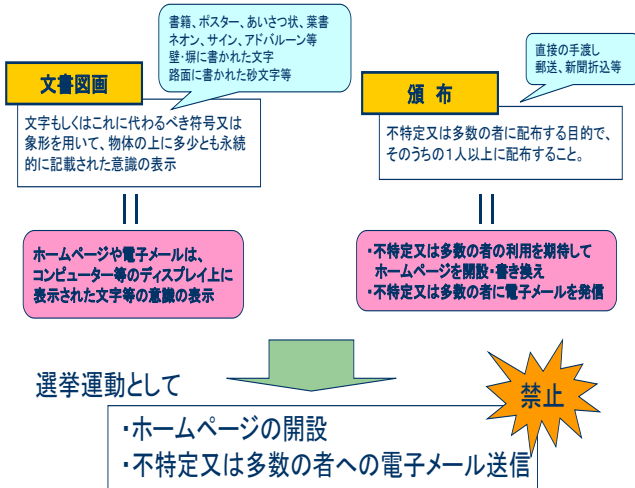 書籍、ポスター、あいさつ状、葉書
ネオン、サイン、アドバルーン等
壁・塀に書かれた文字
路面に書かれた砂文字等
文書図画
文字もしくはこれに代わるべき符号又は
象形を用いて、物体の上に多少とも永続
的に記載された意識の表示
ホームページや電子メールは、
コンピューター等のディスプレイ上に
表示された文字等の意識の表示
直接の手渡し
郵送、新聞折込等
頒 布
不特定又は多数の者に配布する目的で、
そのうちの1人以上に配布すること。
・不特定又は多数の者の利用を期待して
ホームページを開設・書き換え
・不特定又は多数の者に電子メールを発信
選挙運動として
禁止
・ホームページの開設
・不特定又は多数の者への電子メール送信